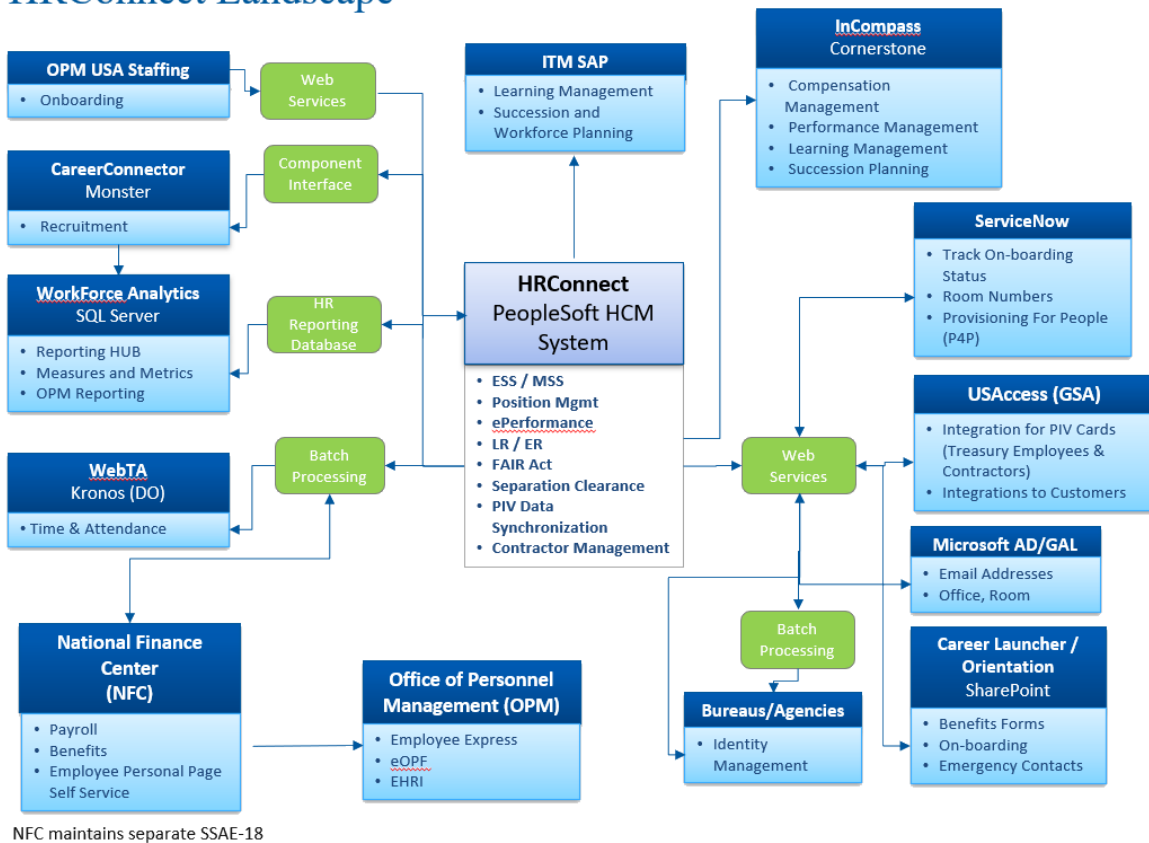 HRConnect Landscape
OPM USA Staffing
• Onboarding
Web
Services
ITM SAP
• Learning Management
• Succession and
Workforce Planning
InCompass
Cornerstone
• Compensation
Management
• Performance Management
• Learning Management
• Succession Planning
CareerConnector
Monster
• Recruitment
Component
Interface
WorkForce Analytics
SQL Server
• Reporting HUB
• Measures and Metrics
• OPM Reporting
HR
Reporting
Database
HRConnect
PeopleSoft HCM
System
• ESS / MSS
• Position Mgmt
• ePerformance
• LR / ER
• FAIR Act
• Separation Clearance
• PIV Data
Synchronization
• Contractor Management
ServiceNow
• Track On-boarding
Status
• Room Numbers
• Provisioning For People
(P4P)
USAccess (GSA)
• Integration for PIV Cards
(Treasury Employees &
Contractors)
• Integrations to Customers
Web
Services
WebTA
Kronos (DO)
• Time & Attendance
Batch
Processing
Microsoft AD/GAL
• Email Addresses
• Office, Room
Batch
Processing
National Finance
Center
(NFC)
• Payroll
• Benefits
• Employee Personal Page
Self Service
Office of Personnel
Management (OPM)
• Employee Express
• eOPF
• EHRI
Bureaus/Agencies
• Identity
Management
Career Launcher /
Orientation
SharePoint
• Benefits Forms
• On-boarding
• Emergency Contacts
NFC maintains separate SSAE-18